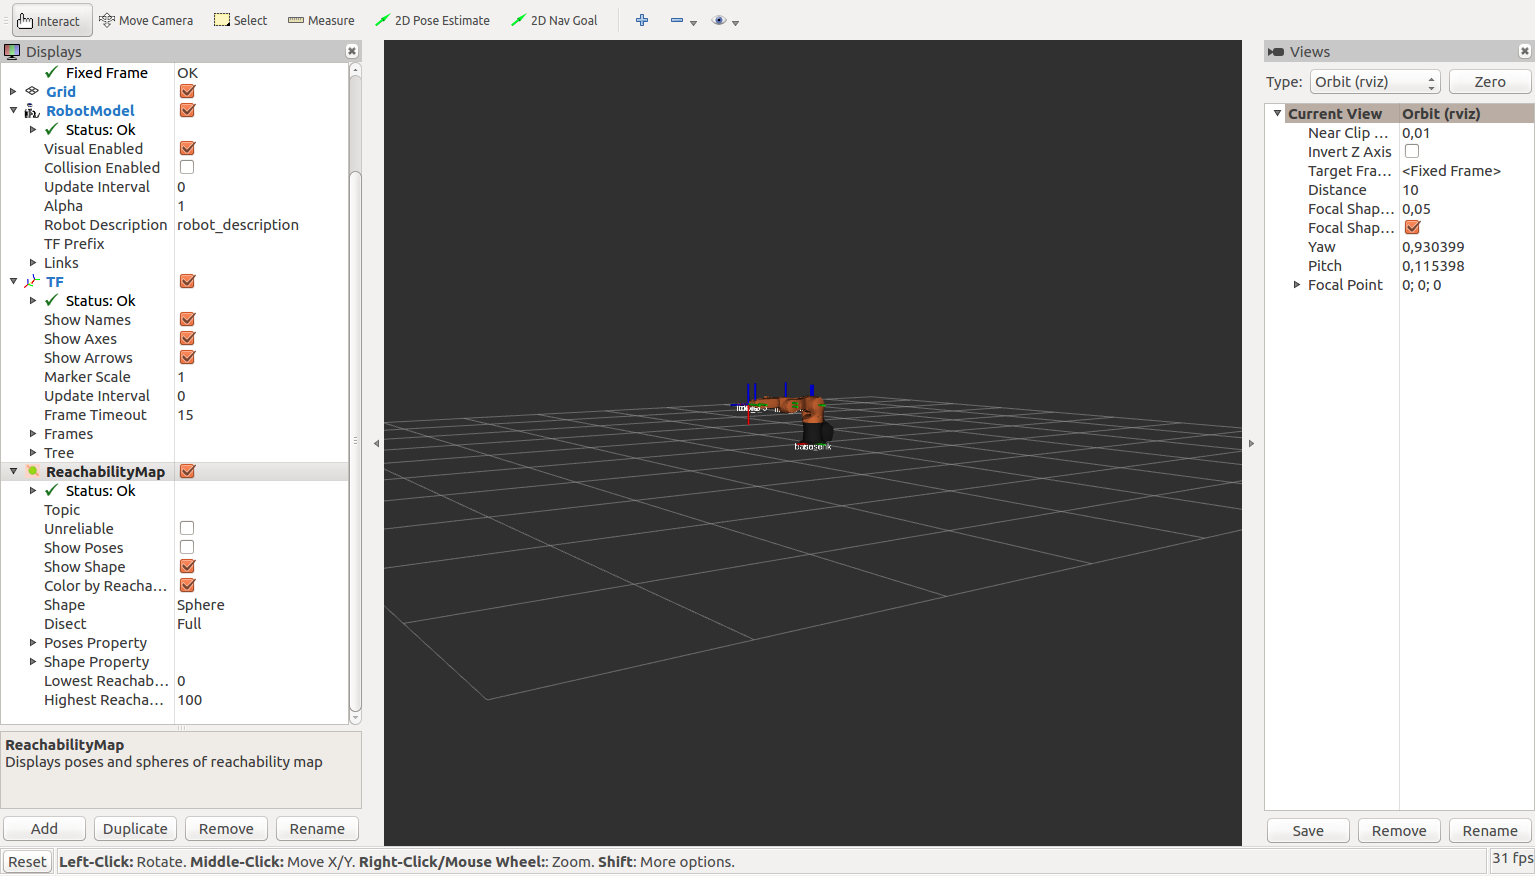 Interact Move Camera Select Measure 2D Pose Estimate 2D Nav Goal
Displays
Fixed Frame OK
Grid
RobotModel
Status: Ok
Visual Enabled
Collision Enabled
Update Interval 0
Alpha 1
Robot Description robot_description
TF Prefix
Links
TF
Status: Ok
Show Names
Show Axes
Show Arrows
Marker Scale 1
Update Interval 0
Frame Timeout 15
Frames
Tree
ReachabilityMap
Status: Ok
Topic
Unreliable
Show Poses
Show Shape
Color by Reacha...
Shape Sphere
Disect Full
Poses Property
Shape Property
Lowest Reachab... 0
Highest Reacha... 100
ReachabilityMap
Displays poses and spheres of reachability map
Add Duplicate Remove Rename
Views
Type: Orbit (rviz) Zero
Current View Orbit (rviz)
Near Clip ... 0,01
Invert Z Axis
Target Fra... <Fixed Frame>
Distance 10
Focal Shap... 0,05
Focal Shap...
Yaw 0,930399
Pitch 0,115398
Focal Point 0; 0; 0
Save Remove Rename
Reset Left-Click: Rotate. Middle-Click: Move X/Y. Right-Click/Mouse Wheel:: Zoom. Shift: More options. 31 fps